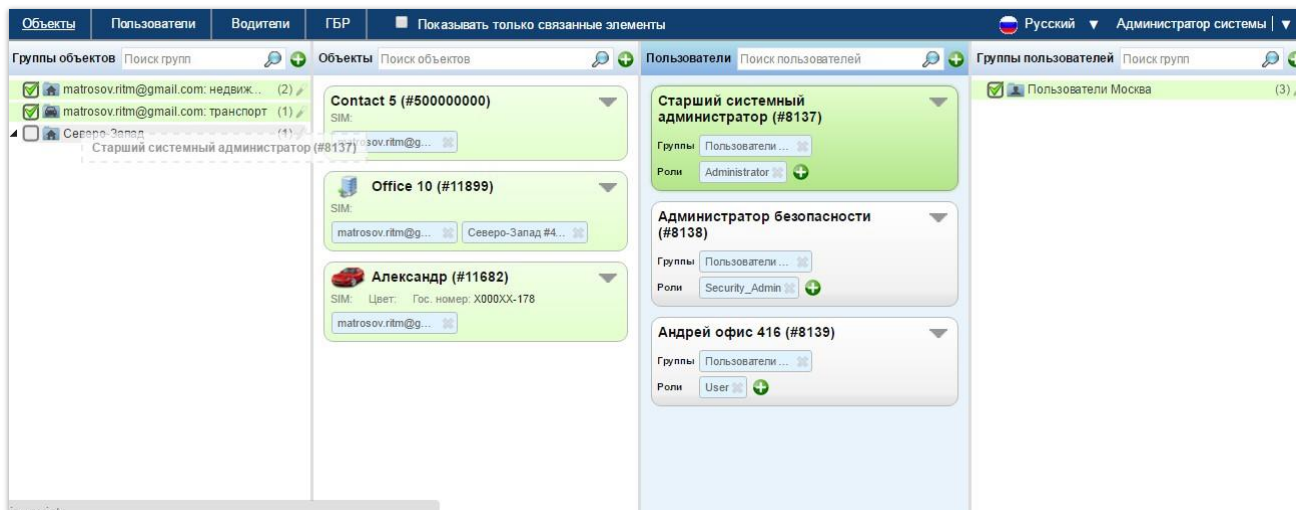 Объекты Пользователи Водители ГБР Показывать только связанные элементы Русский ▼ Администратор системы | ▼
Группы объектов Поиск групп
matrosov.ritm@gmail.com: недвиж... (2)
matrosov.ritm@gmail.com: транспорт (1)
Северо-Запад (1)
Старший системный администратор (#8137)
Объекты Поиск объектов
Contact 5 (#500000000)
SIM:
sov.ritm@g...
Office 10 (#11899)
SIM:
matrosov.ritm@g... Северо-Запад #4...
Александр (#11682)
SIM: Цвет: Гос. номер: X000XX-178
matrosov.ritm@g...
Пользователи Поиск пользователей
Старший системный
администратор (#8137)
Группы Пользователи ...
Роли Administrator
Администратор безопасности
(#8138)
Группы Пользователи ...
Роли Security_Admin
Андрей офис 416 (#8139)
Группы Пользователи ...
Роли User
Группы пользователей Поиск групп
Пользователи Москва (3)